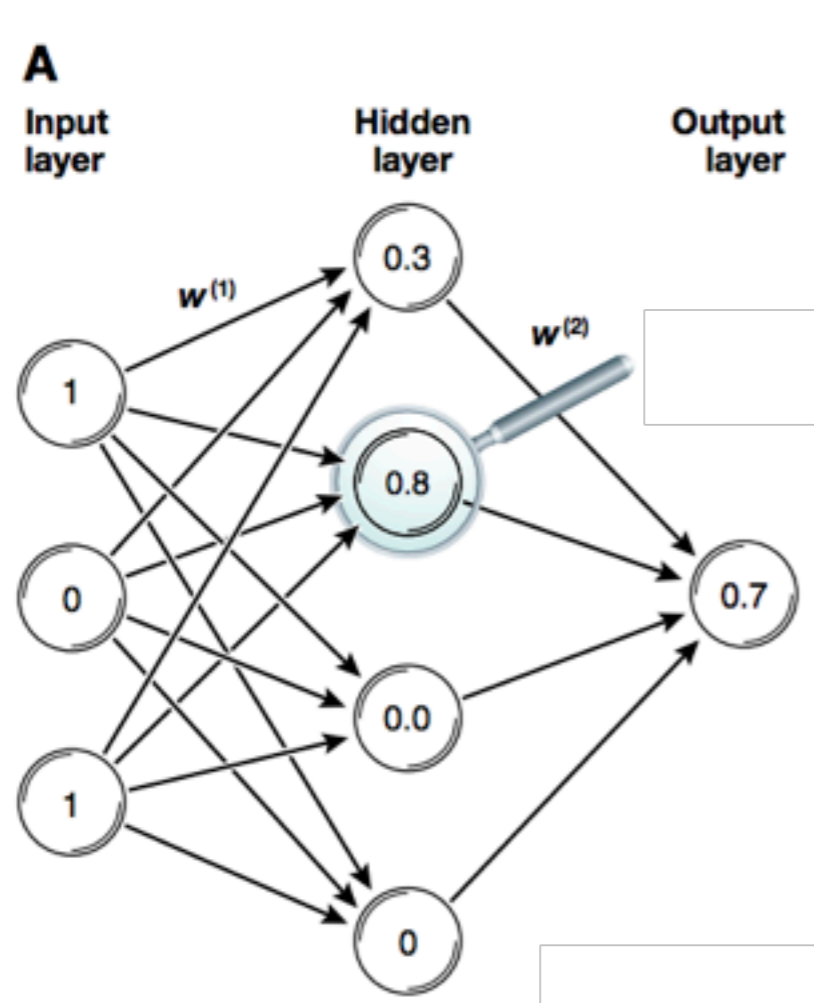 A
Input
layer
Hidden
layer
Output
layer
w(1)
w(2)
1
0
1
0.3
0.8
0.0
0
0.7